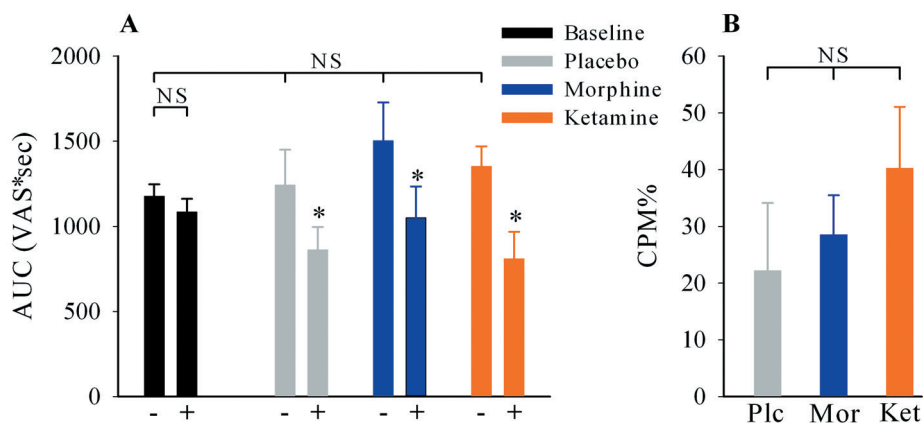 A
AUC (VAS*sec)
2000
1500
1000
500
0
NS
NS
*
*
*
- + - + - + - +
Baseline
Placebo
Morphine
Ketamine
B
CPM%
60
50
40
30
20
10
0
NS
Plc Mor Ket